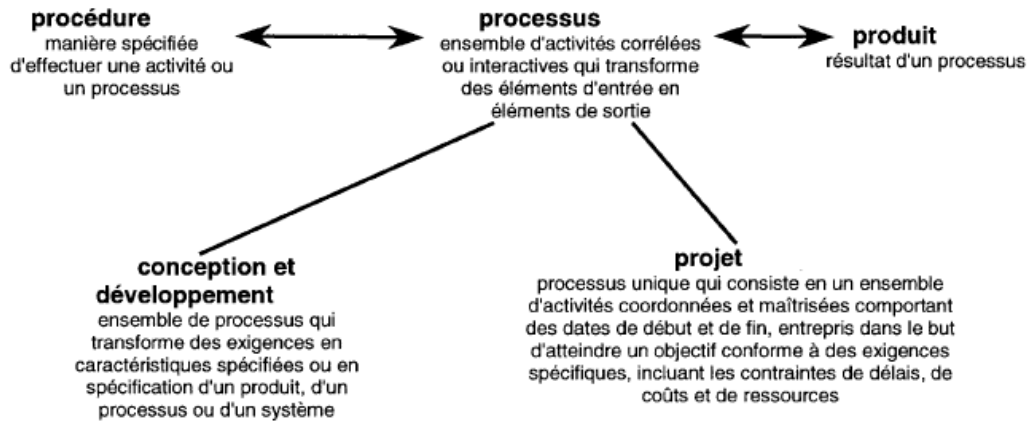 procédure
manière spécifiée
d'effectuer une activité ou
un processus
processus
ensemble d'activités corrélées
ou interactives qui transforme
des éléments d'entrée en
éléments de sortie
produit
résultat d'un processus
conception et
développement
ensemble de processus qui
transforme des exigences en
caractéristiques spécifiées ou en
spécification d'un produit, d'un
processus ou d'un système
projet
processus unique qui consiste en un ensemble
d'activités coordonnées et maîtrisées comportant
des dates de début et de fin, entrepris dans le but
d'atteindre un objectif conforme à des exigences
spécifiques, incluant les contraintes de délais, de
coûts et de ressources